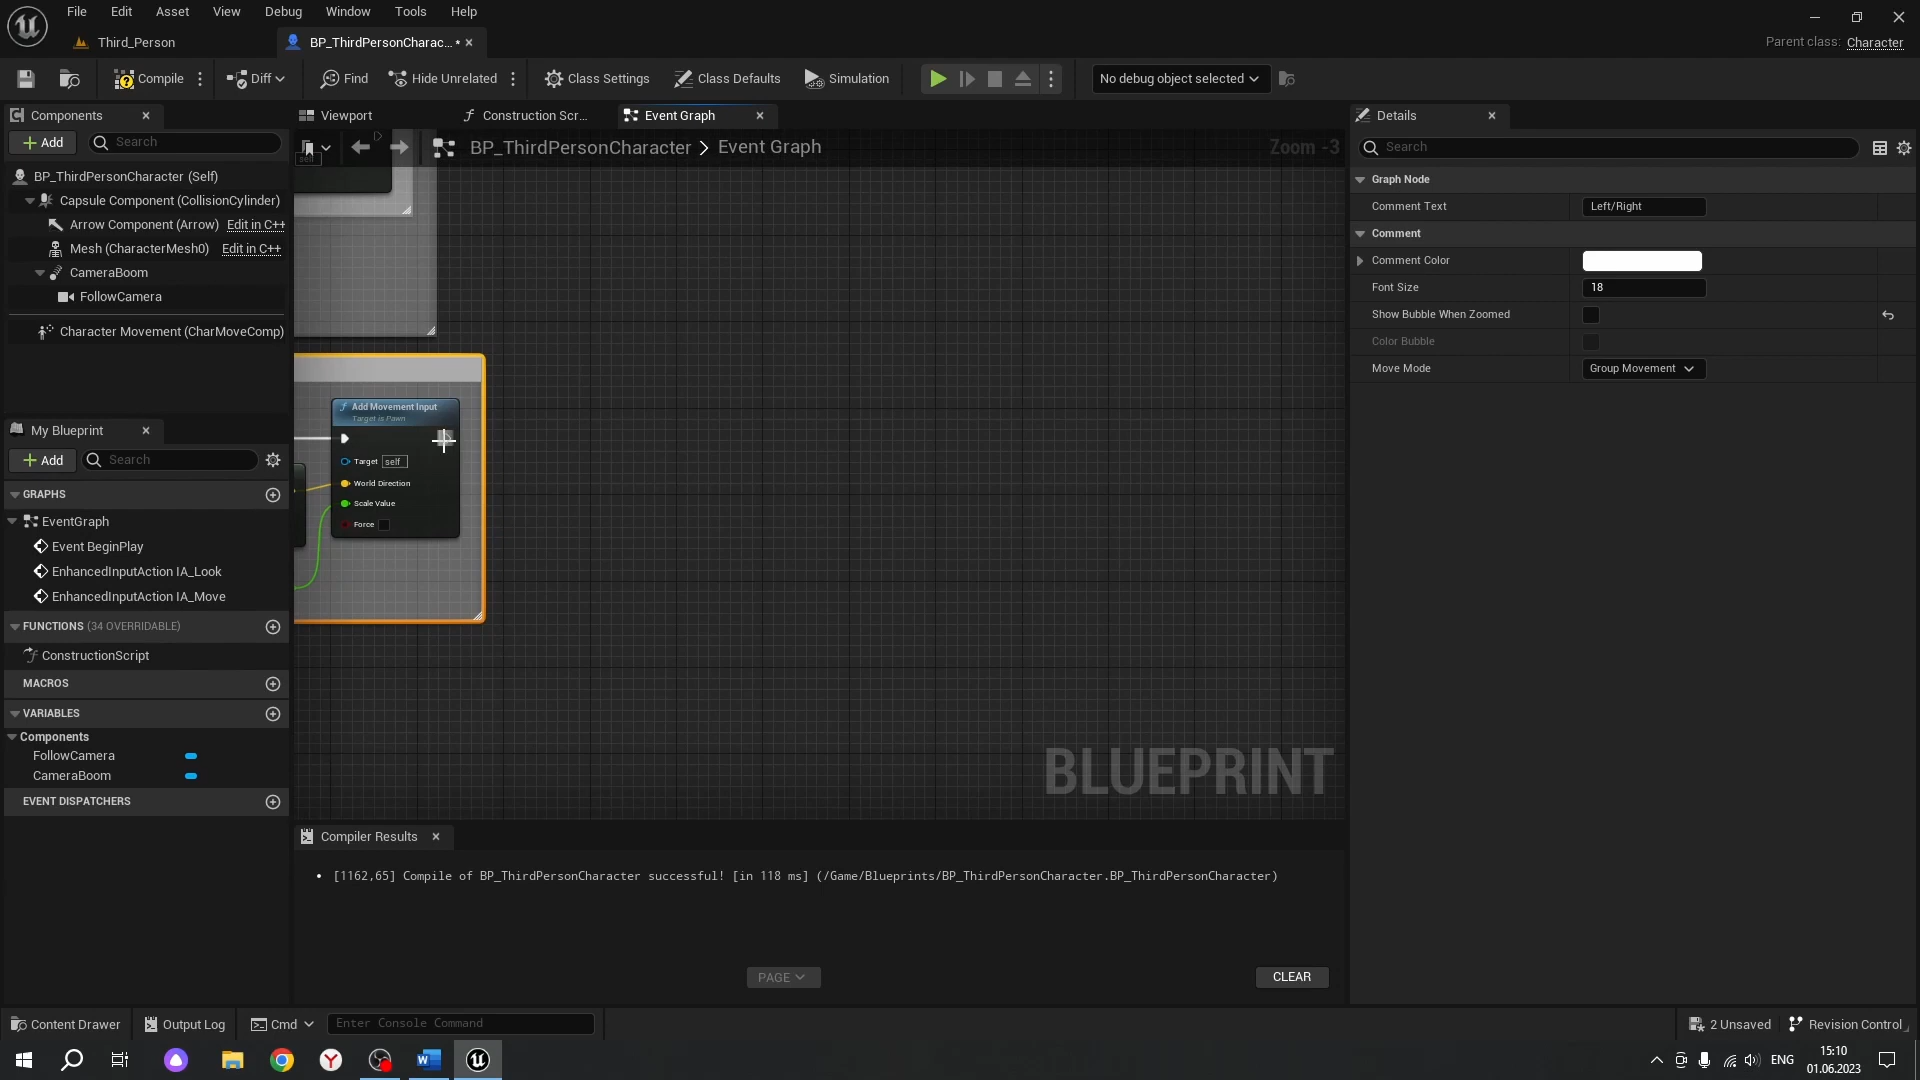 File Edit Asset View Debug Window Tools Help
Third_Person
BP_ThirdPersonCharac... *
Parent class: Character
Compile
Diff
Find
Hide Unrelated
Class Settings
Class Defaults
Simulation
No debug object selected
Components
Add
Search
BP_ThirdPersonCharacter (Self)
Capsule Component (CollisionCylinder)
Arrow Component (Arrow) Edit in C++
Mesh (CharacterMesh0) Edit in C++
CameraBoom
FollowCamera
Character Movement (CharMoveComp)
My Blueprint
Add
Search
GRAPHS
EventGraph
Event BeginPlay
EnhancedInputAction IA_Look
EnhancedInputAction IA_Move
FUNCTIONS (34 OVERRIDABLE)
ConstructionScript
MACROS
VARIABLES
Components
FollowCamera
CameraBoom
EVENT DISPATCHERS
Viewport
Construction Scr...
Event Graph
BP_ThirdPersonCharacter > Event Graph
Zoom -3
self
Add Movement Input
Target is Pawn
Target self
World Direction
Scale Value
Force
BLUEPRINT
Compiler Results
[1162,65] Compile of BP_ThirdPersonCharacter successful! [in 118 ms] (/Game/Blueprints/BP_ThirdPersonCharacter.BP_ThirdPersonCharacter)
PAGE
CLEAR
Details
Search
Graph Node
Comment Text Left/Right
Comment
Comment Color
Font Size 18
Show Bubble When Zoomed
Color Bubble
Move Mode Group Movement
Content Drawer
Output Log
Cmd
Enter Console Command
2 Unsaved
Revision Control
ENG
15:10
01.06.2023